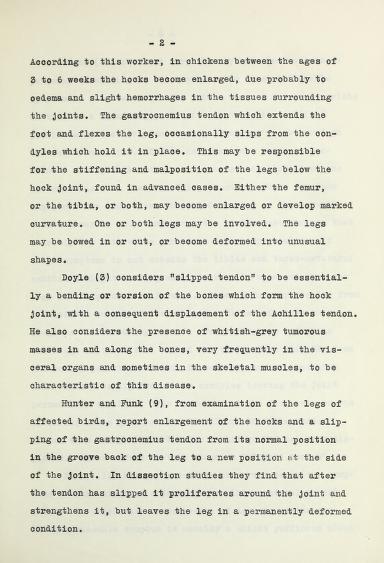 - 2 -
According to this worker, in chickens between the ages of
3 to 6 weeks the hocks become enlarged, due probably to
oedema and slight hemorrhages in the tissues surrounding
the joints. The gastrocnemius tendon which extends the
foot and flexes the leg, occasionally slips from the con-
dyles which hold it in place. This may be responsible
for the stiffening and malposition of the legs below the
hock joint, found in advanced cases. Either the femur,
or the tibia, or both, may become enlarged or develop marked
curvature. One or both legs may be involved. The legs
may be bowed in or out, or become deformed into unusual
shapes.
Doyle (3) considers "slipped tendon" to be essential-
ly a bending or torsion of the bones which form the hock
joint, with a consequent displacement of the Achilles tendon.
He also considers the presence of whitish-grey tumorous
masses in and along the bones, very frequently in the vis-
ceral organs and sometimes in the skeletal muscles, to be
characteristic of this disease.
Hunter and Funk (9), from examination of the legs of
affected birds, report enlargement of the hocks and a slip-
ping of the gastrocnemius tendon from its normal position
in the groove back of the leg to a new position at the side
of the joint. In dissection studies they find that after
the tendon has slipped it proliferates around the joint and
strengthens it, but leaves the leg in a permanently deformed
condition.